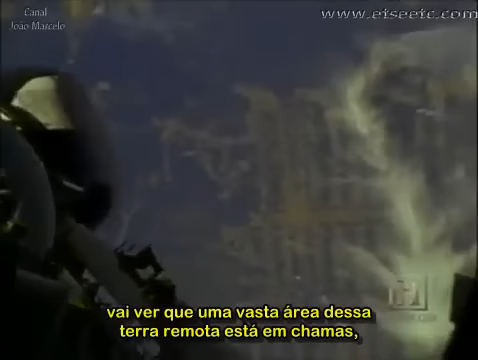 Canal
João Marcelo
www.etseetc.com
vai ver que uma vasta área dessa
terra remota está em chamas,